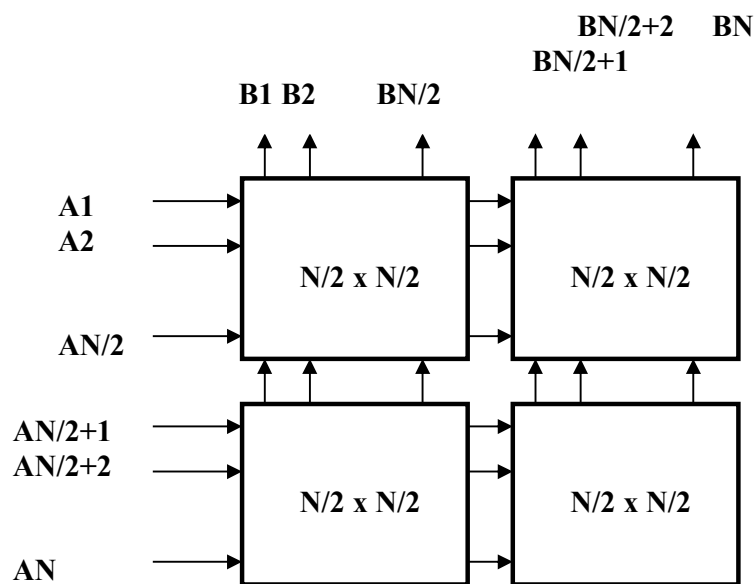 BN/2+2 BN
BN/2+1
B1 B2 BN/2
A1
A2
N/2 x N/2 N/2 x N/2
AN/2
AN/2+1
AN/2+2
N/2 x N/2 N/2 x N/2
AN